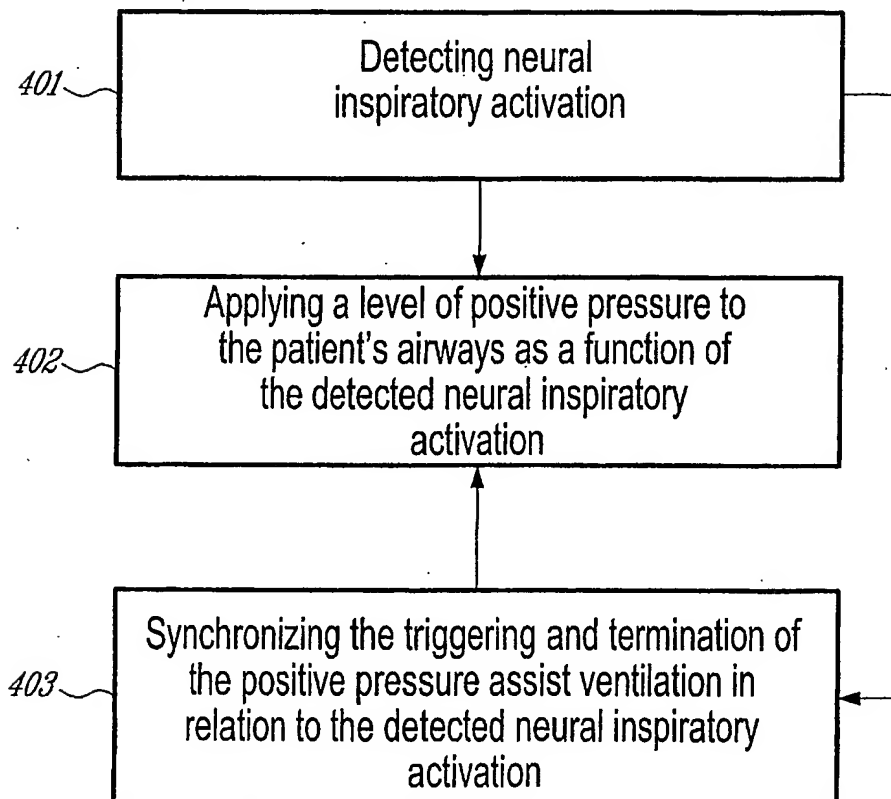 Detecting neural
inspiratory activation
401
Applying a level of positive pressure to
the patient's airways as a function of
the detected neural inspiratory
activation
402
Synchronizing the triggering and termination of
the positive pressure assist ventilation in
relation to the detected neural inspiratory
activation
403